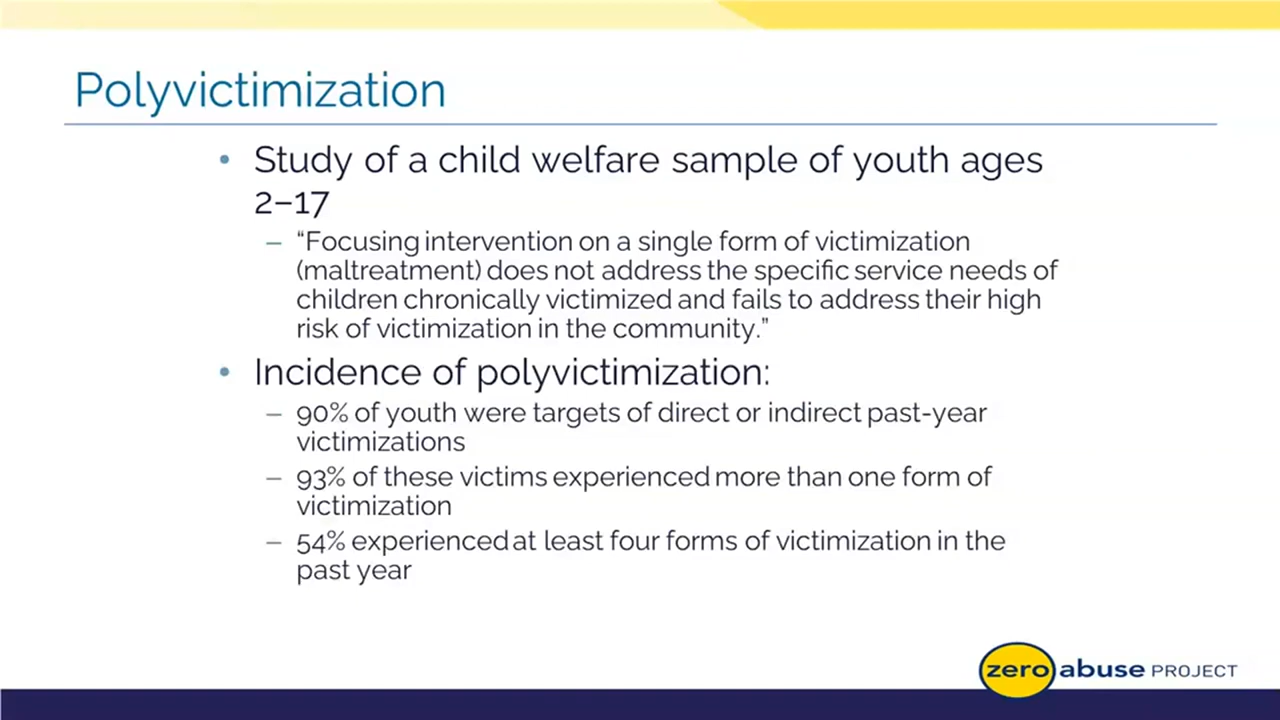 Polyvictimization
• Study of a child welfare sample of youth ages
2–17
– “Focusing intervention on a single form of victimization
(maltreatment) does not address the specific service needs of
children chronically victimized and fails to address their high
risk of victimization in the community.”
• Incidence of polyvictimization:
– 90% of youth were targets of direct or indirect past-year
victimizations
– 93% of these victims experienced more than one form of
victimization
– 54% experienced at least four forms of victimization in the
past year
zero abuse PROJECT